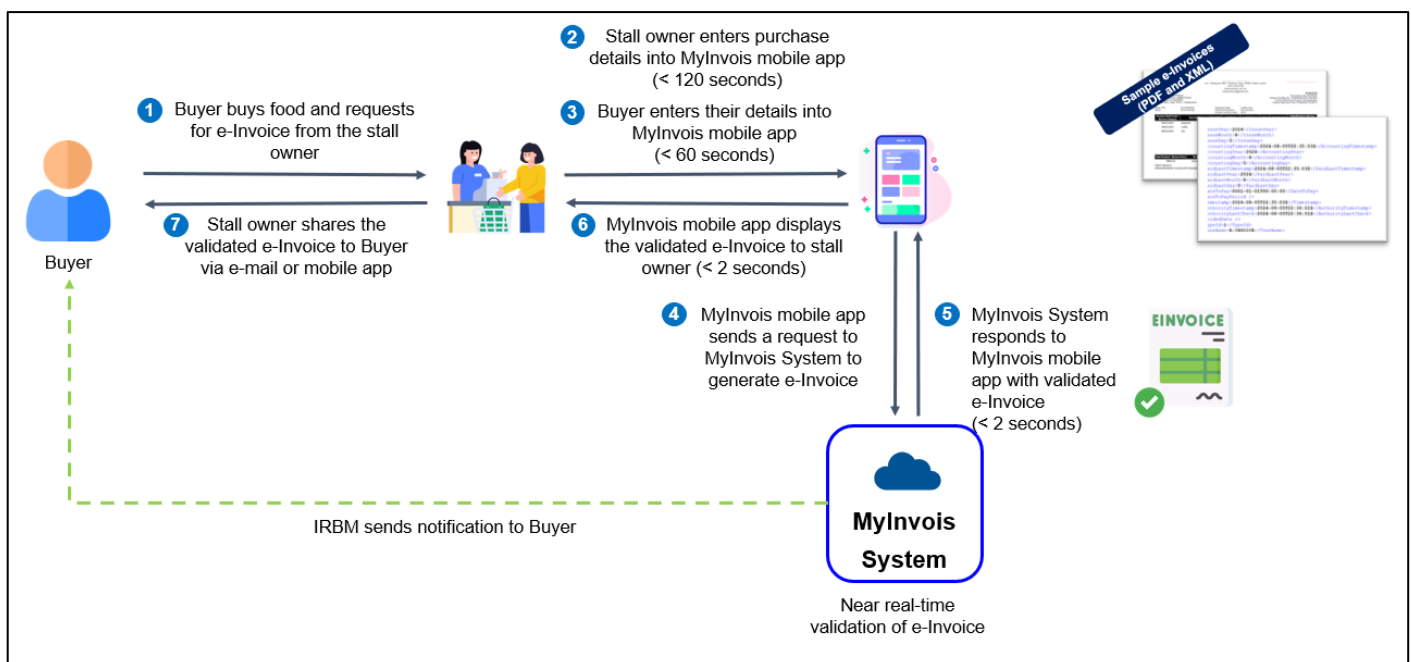 1
Buyer buys food and requests
for e-Invoice from the stall
owner
2
Stall owner enters purchase
details into MyInvois mobile app
(< 120 seconds)
3
Buyer enters their details into
MyInvois mobile app
(< 60 seconds)
Sample e-Invoices
(PDF and XML)
Buyer
7
Stall owner shares the
validated e-Invoice to Buyer
via e-mail or mobile app
6
MyInvois mobile app displays
the validated e-Invoice to stall
owner (< 2 seconds)
4
MyInvois mobile app
sends a request to
MyInvois System to
generate e-Invoice
5
MyInvois System
responds to
MyInvois mobile
app with validated
e-Invoice
(< 2 seconds)
EINVOICE
IRBM sends notification to Buyer
MyInvois
System
Near real-time
validation of e-Invoice